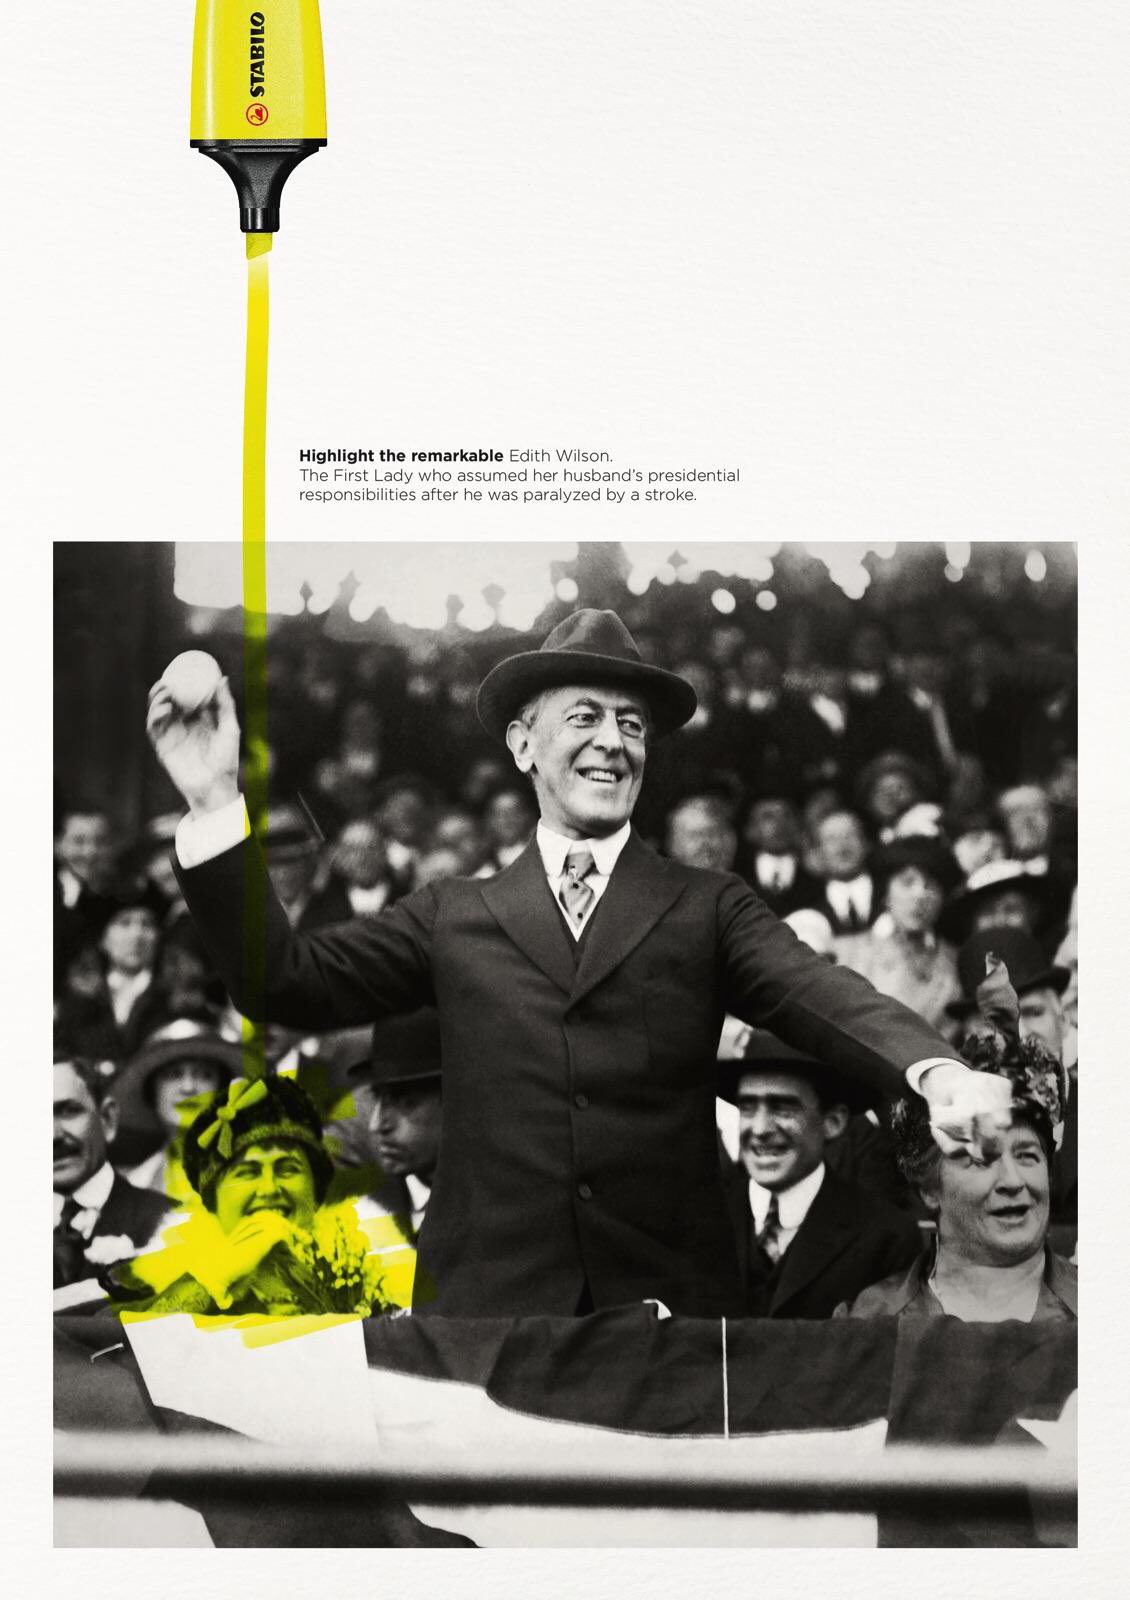 STABILO
Highlight the remarkable Edith Wilson.
The First Lady who assumed her husband’s presidential
responsibilities after he was paralyzed by a stroke.